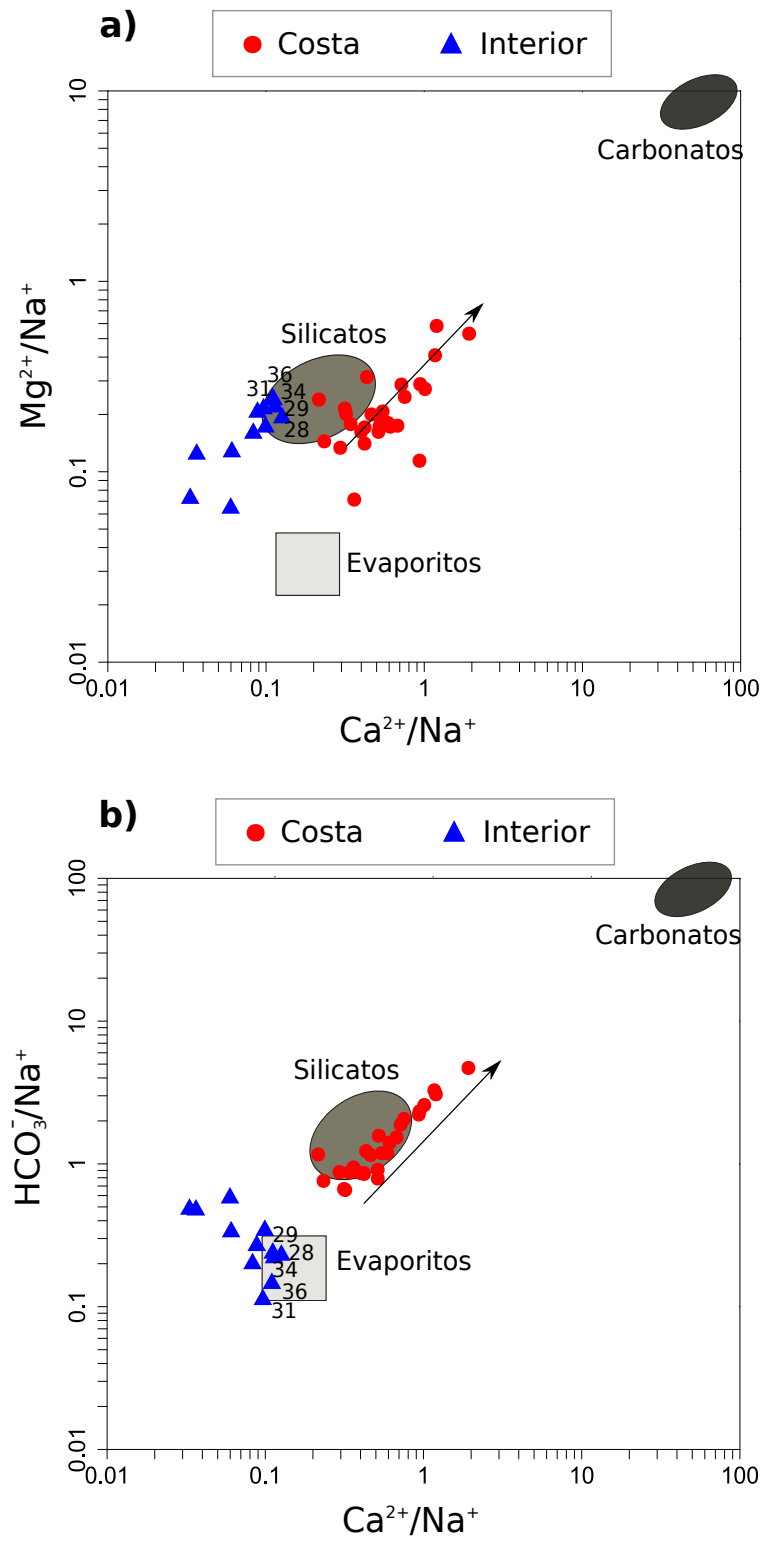 a)
Costa Interior
10
Carbonatos
1
Silicatos
36
31 34
29
28
0.1
Evaporitos
0.01
0.01 0.1 1 10 100
Mg²⁺/Na⁺
Ca²⁺/Na⁺
b)
Costa Interior
100
Carbonatos
10
Silicatos
1
29
28
Evaporitos
34
36
31
0.1
0.01
0.01 0.1 1 10 100
HCO₃⁻/Na⁺
Ca²⁺/Na⁺